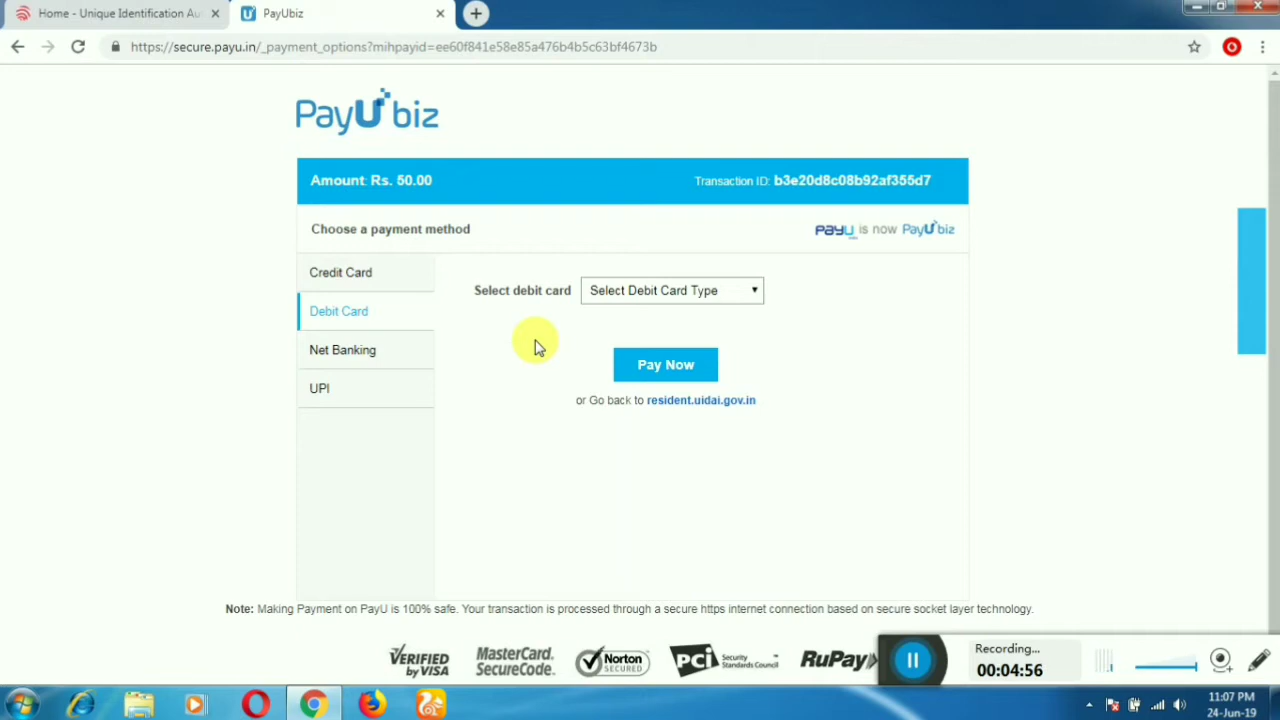 Home - Unique Identification Au
PayUbiz
https://secure.payu.in/_payment_options?mihpayid=ee60f841e58e85a476b4b5c63bf4673b
PayU biz
Amount: Rs. 50.00
Transaction ID: b3e20d8c08b92af355d7
Choose a payment method
PayU is now PayUbiz
Credit Card
Select debit card
Select Debit Card Type
Debit Card
Net Banking
Pay Now
UPI
or Go back to resident.uidai.gov.in
Note: Making Payment on PayU is 100% safe. Your transaction is processed through a secure https internet connection based on secure socket layer technology.
VERIFIED
by VISA
MasterCard.
SecureCode.
Norton
SECURED
PCI
Security
Standards Council
RuPay
Recording...
00:04:56
11:07 PM
24-Jun-19